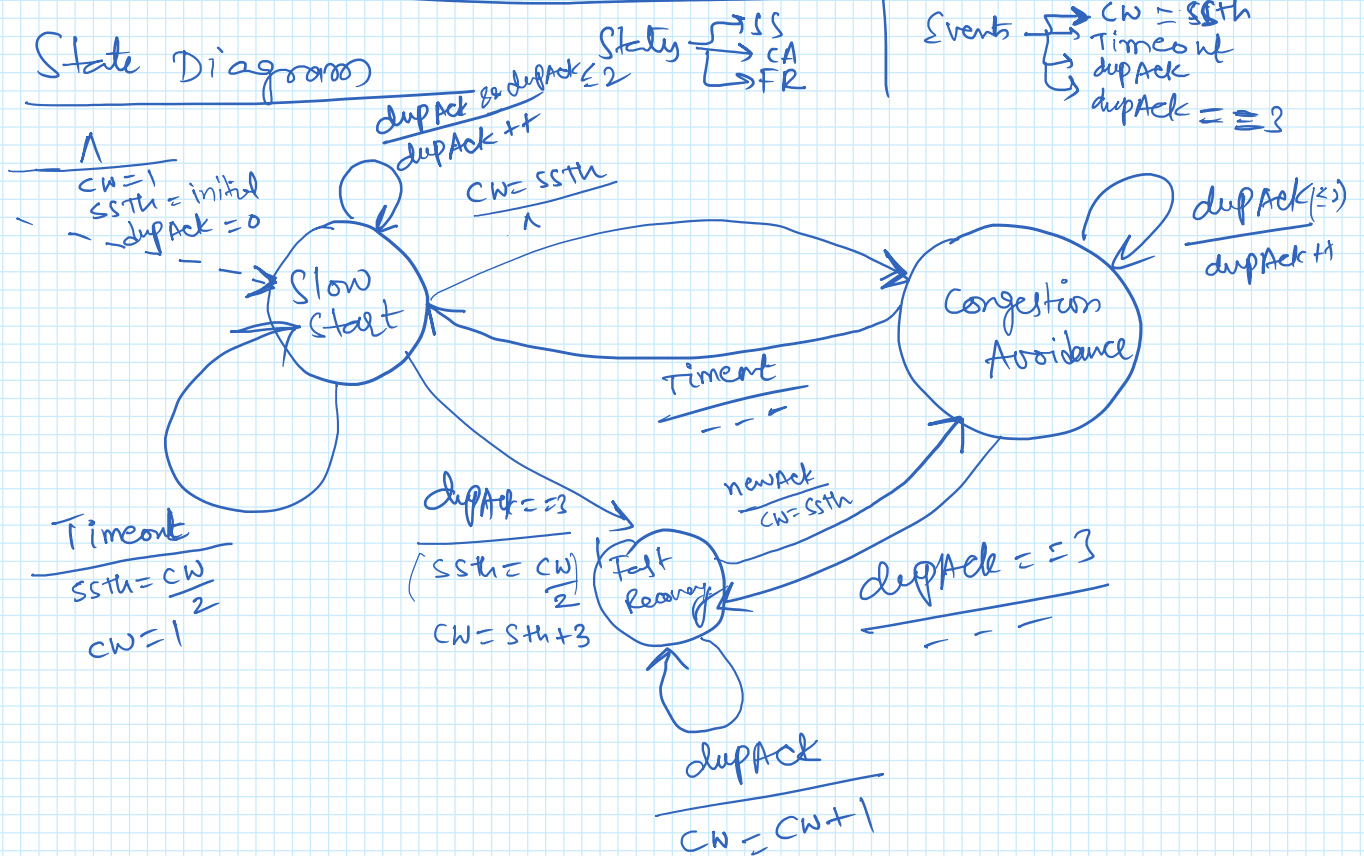 State Diagram
States
SS
CA
FR
Events
CW = SSth
Timeout
dupAck
dupAck == 3
Λ
CW=1
SSTH = initial
dupAck = 0
dupAck && dupAck ≤ 2
dupAck ++
CW = SSTH
Λ
dupAck(≤2)
dupAck ++
Slow
Start
Congestion
Avoidance
Timeout
- - -
Timeout
SSth = CW/2
CW = 1
dupAck == 3
(SSth = CW/2)
CW = Sth+3
newAck
CW=SSth
Fast
Recovery
dupAck == 3
- - -
dupAck
CW = CW+1